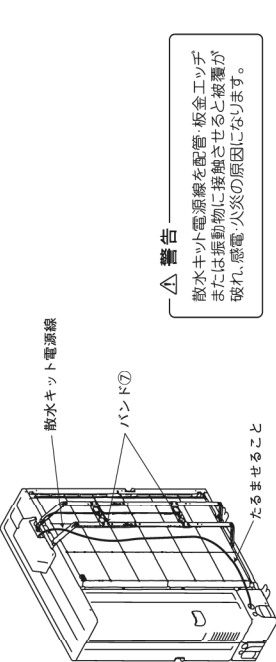 散水キット電源線
バンド⑦
たるませること
⚠ 警告
散水キット電源線を配管・板金エッヂ
または振動物に接触させると被覆が
破れ、感電・火災の原因になります。